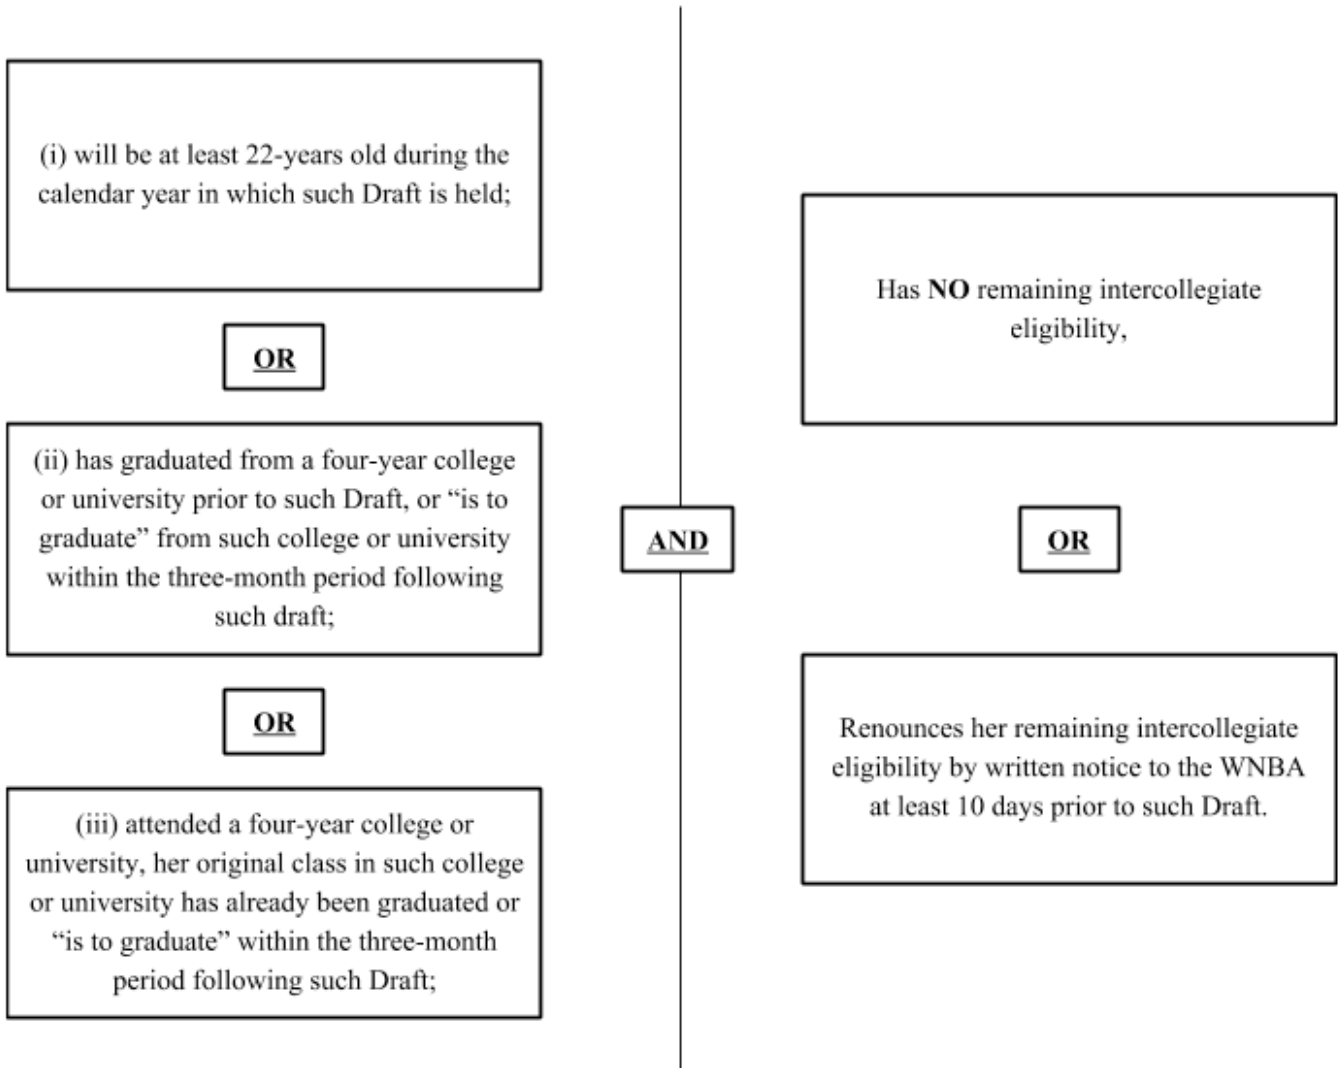 (i) will be at least 22-years old during the
calendar year in which such Draft is held;
OR
(ii) has graduated from a four-year college
or university prior to such Draft, or “is to
graduate” from such college or university
within the three-month period following
such draft;
OR
(iii) attended a four-year college or
university, her original class in such college
or university has already been graduated or
“is to graduate” within the three-month
period following such Draft;
AND
Has NO remaining intercollegiate
eligibility,
OR
Renounces her remaining intercollegiate
eligibility by written notice to the WNBA
at least 10 days prior to such Draft.